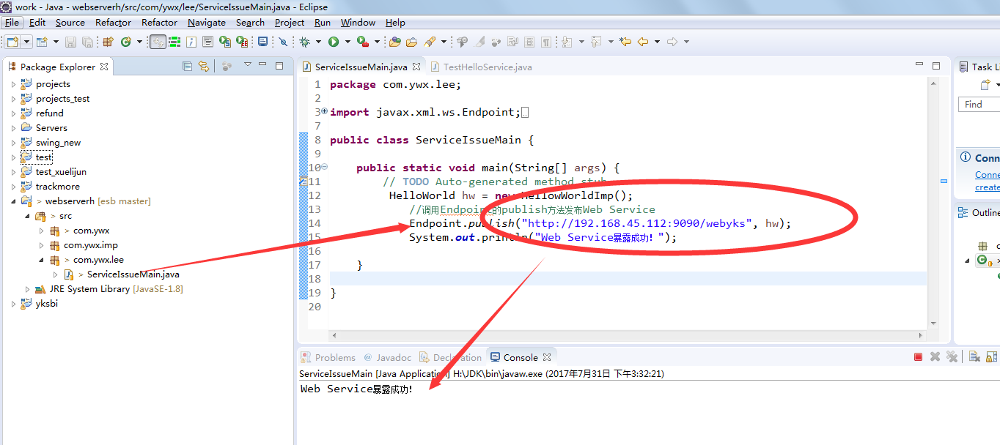 work - Java - webserverh/src/com/ywx/lee/ServiceIssueMain.java - Eclipse
File Edit Source Refactor Refactor Navigate Search Project Run Window Help
Package Explorer
projects
projects_test
refund
Servers
swing_new
test
test_xuelijun
trackmore
> webserverh [esb master]
> src
> com.ywx
com.ywx.imp
> com.ywx.lee
> ServiceIssueMain.java
JRE System Library [JavaSE-1.8]
yksbi
ServiceIssueMain.java TestHelloService.java
1 package com.ywx.lee;
2
3 import javax.xml.ws.Endpoint;
7
8 public class ServiceIssueMain {
9
10 public static void main(String[] args) {
11 // TODO Auto-generated method stub
12 HelloWorld hw = new HellowWorldImp();
13 //调用Endpoint的publish方法发布Web Service
14 Endpoint.publish("http://192.168.45.112:9090/webyks", hw);
15 System.out.println("Web Service暴露成功! ");
16
17 }
18
19 }
20
Problems Javadoc Declaration Console
ServiceIssueMain [Java Application] H:\JDK\bin\javaw.exe (2017年7月31日 下午3:32:21)
Web Service暴露成功!
Task L
Find
Conn
Conne
create
Outline